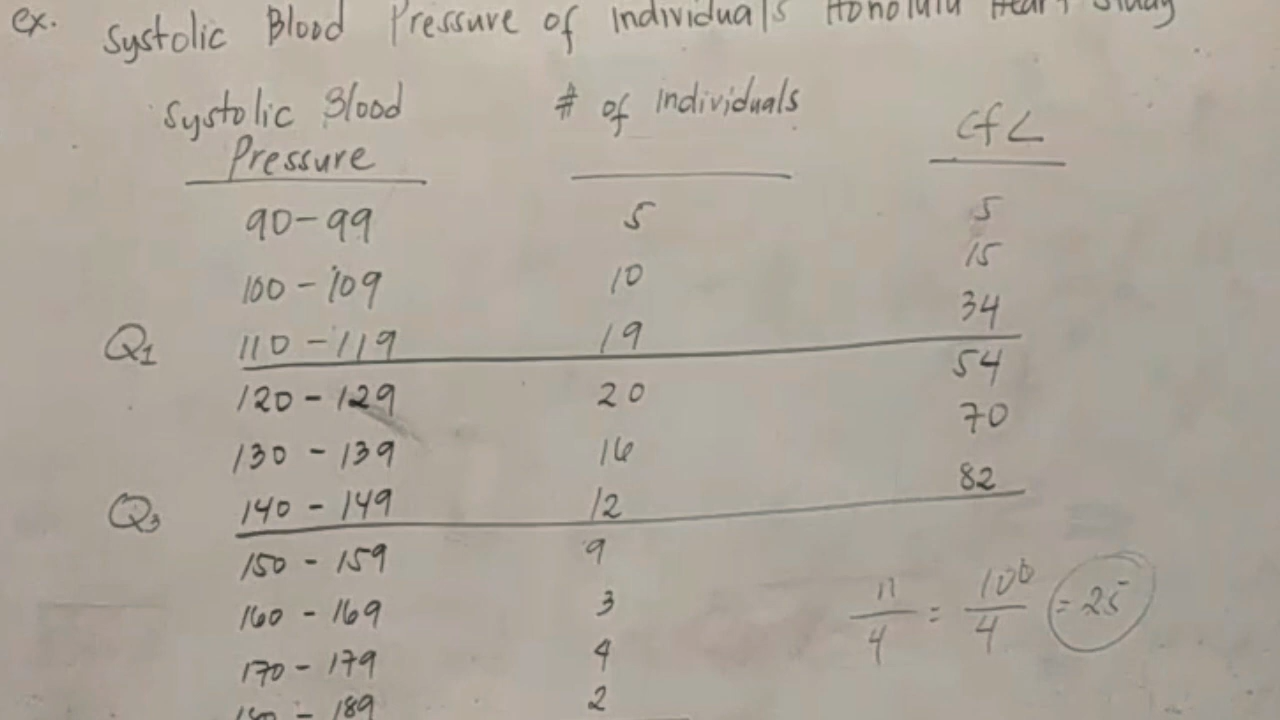 ex. Systolic Blood Pressure of Individuals Honolulu Heart Study
Systolic Blood Pressure # of Individuals cf<
90-99 5 5
100-109 10 15
Q1 110-119 19 34
120-129 20 54
130-139 16 70
Q3 140-149 12 82
150-159 9
160-169 3
170-179 4
180-189 2
n/4 = 100/4 = 25